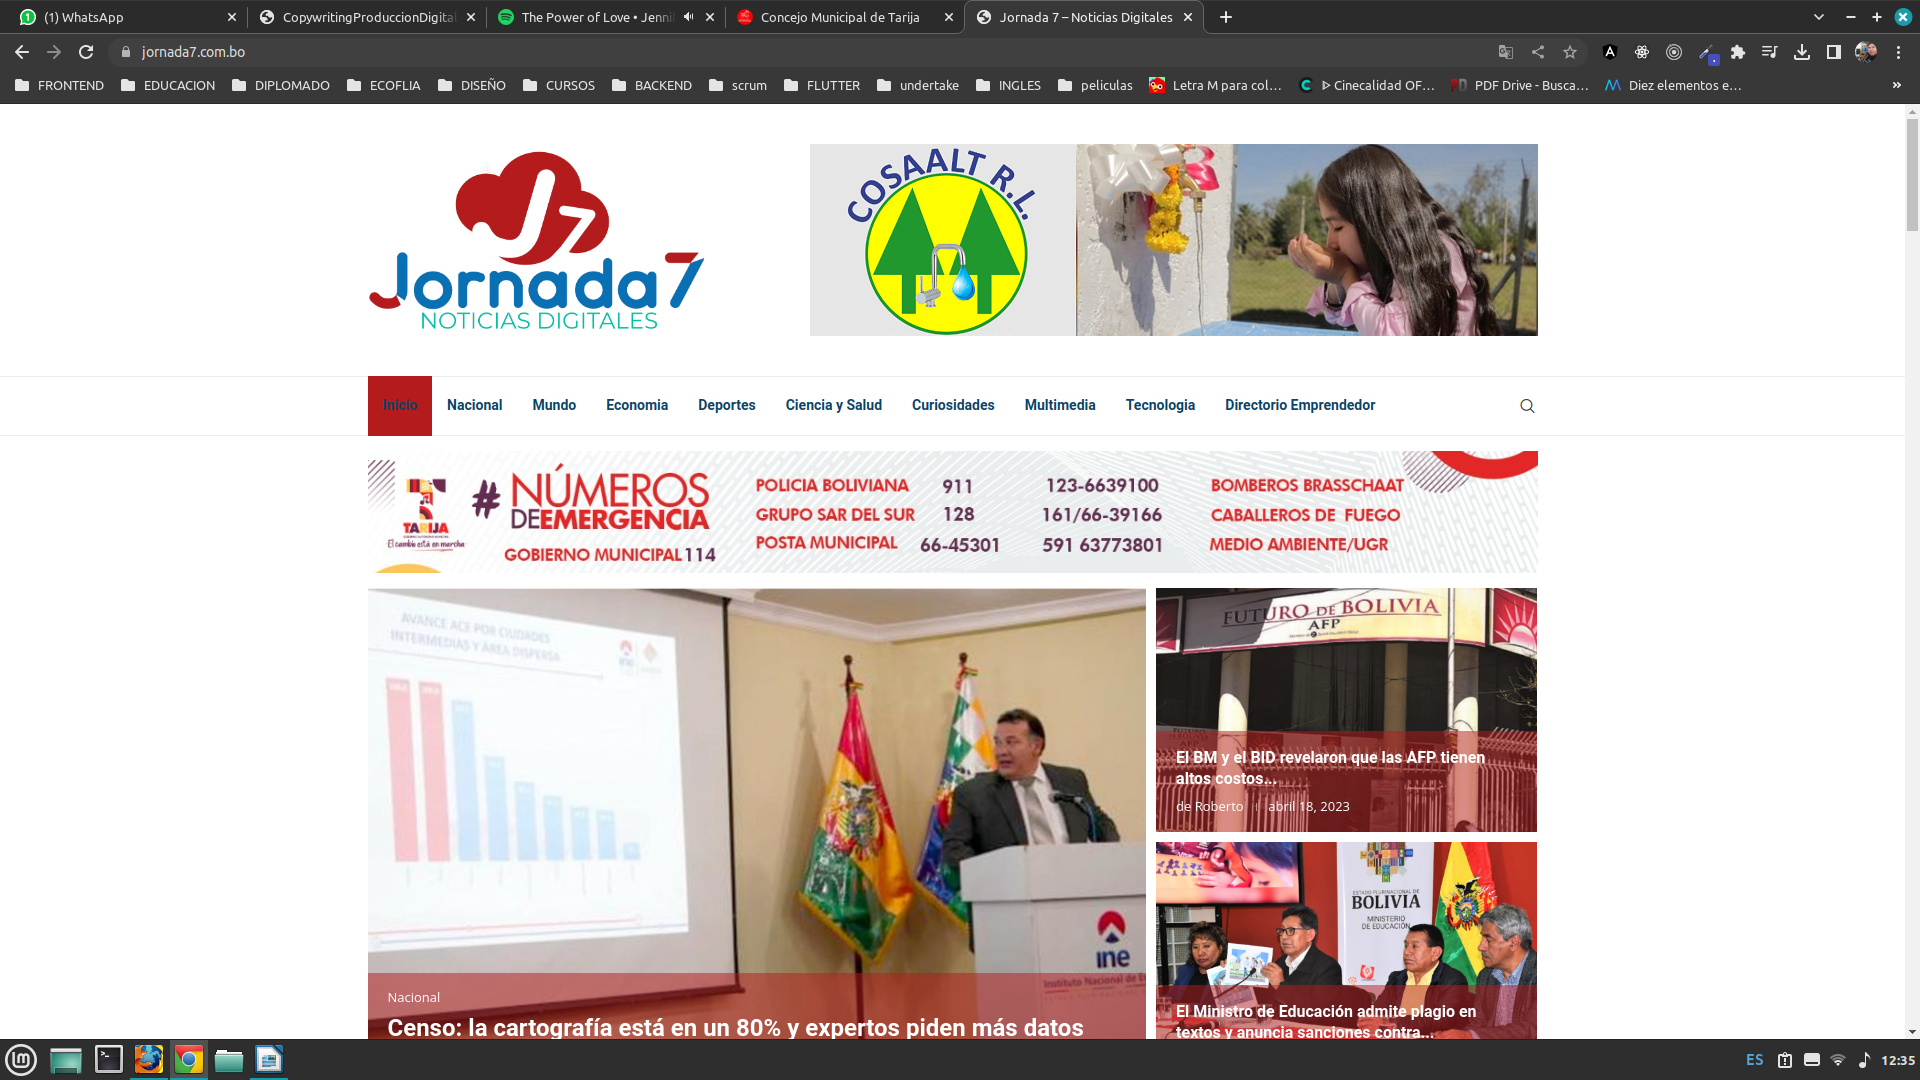 (1) WhatsApp
CopywritingProduccionDigital
The Power of Love • Jenni
Concejo Municipal de Tarija
Jornada 7 – Noticias Digitales
jornada7.com.bo
FRONTEND
EDUCACION
DIPLOMADO
ECOFLIA
DISEÑO
CURSOS
BACKEND
scrum
FLUTTER
undertake
INGLES
peliculas
Letra M para col...
ᐅ Cinecalidad OF...
PDF Drive - Busca...
Diez elementos e...
»
J7
Jornada 7
NOTICIAS DIGITALES
COSAALT R.L.
Inicio
Nacional
Mundo
Economia
Deportes
Ciencia y Salud
Curiosidades
Multimedia
Tecnologia
Directorio Emprendedor
TARIJA
El cambio está en marcha
#NÚMEROS
DE EMERGENCIA
GOBIERNO MUNICIPAL 114
POLICIA BOLIVIANA 911
GRUPO SAR DEL SUR 128
POSTA MUNICIPAL 66-45301
123-6639100 BOMBEROS BRASSCHAAT
161/66-39166 CABALLEROS DE FUEGO
591 63773801 MEDIO AMBIENTE/UGR
AVANCE ACE POR CIUDADES
INTERMEDIAS Y ÁREA DISPERSA
ine
ine
Instituto Nacional de
Nacional
Censo: la cartografía está en un 80% y expertos piden más datos
FUTURO DE BOLIVIA
AFP
El BM y el BID revelaron que las AFP tienen
altos costos...
de Roberto
abril 18, 2023
ESTADO PLURINACIONAL DE
BOLIVIA
MINISTERIO
DE EDUCACIÓN
El Ministro de Educación admite plagio en
textos y anuncia sanciones contra...
ES
12:35